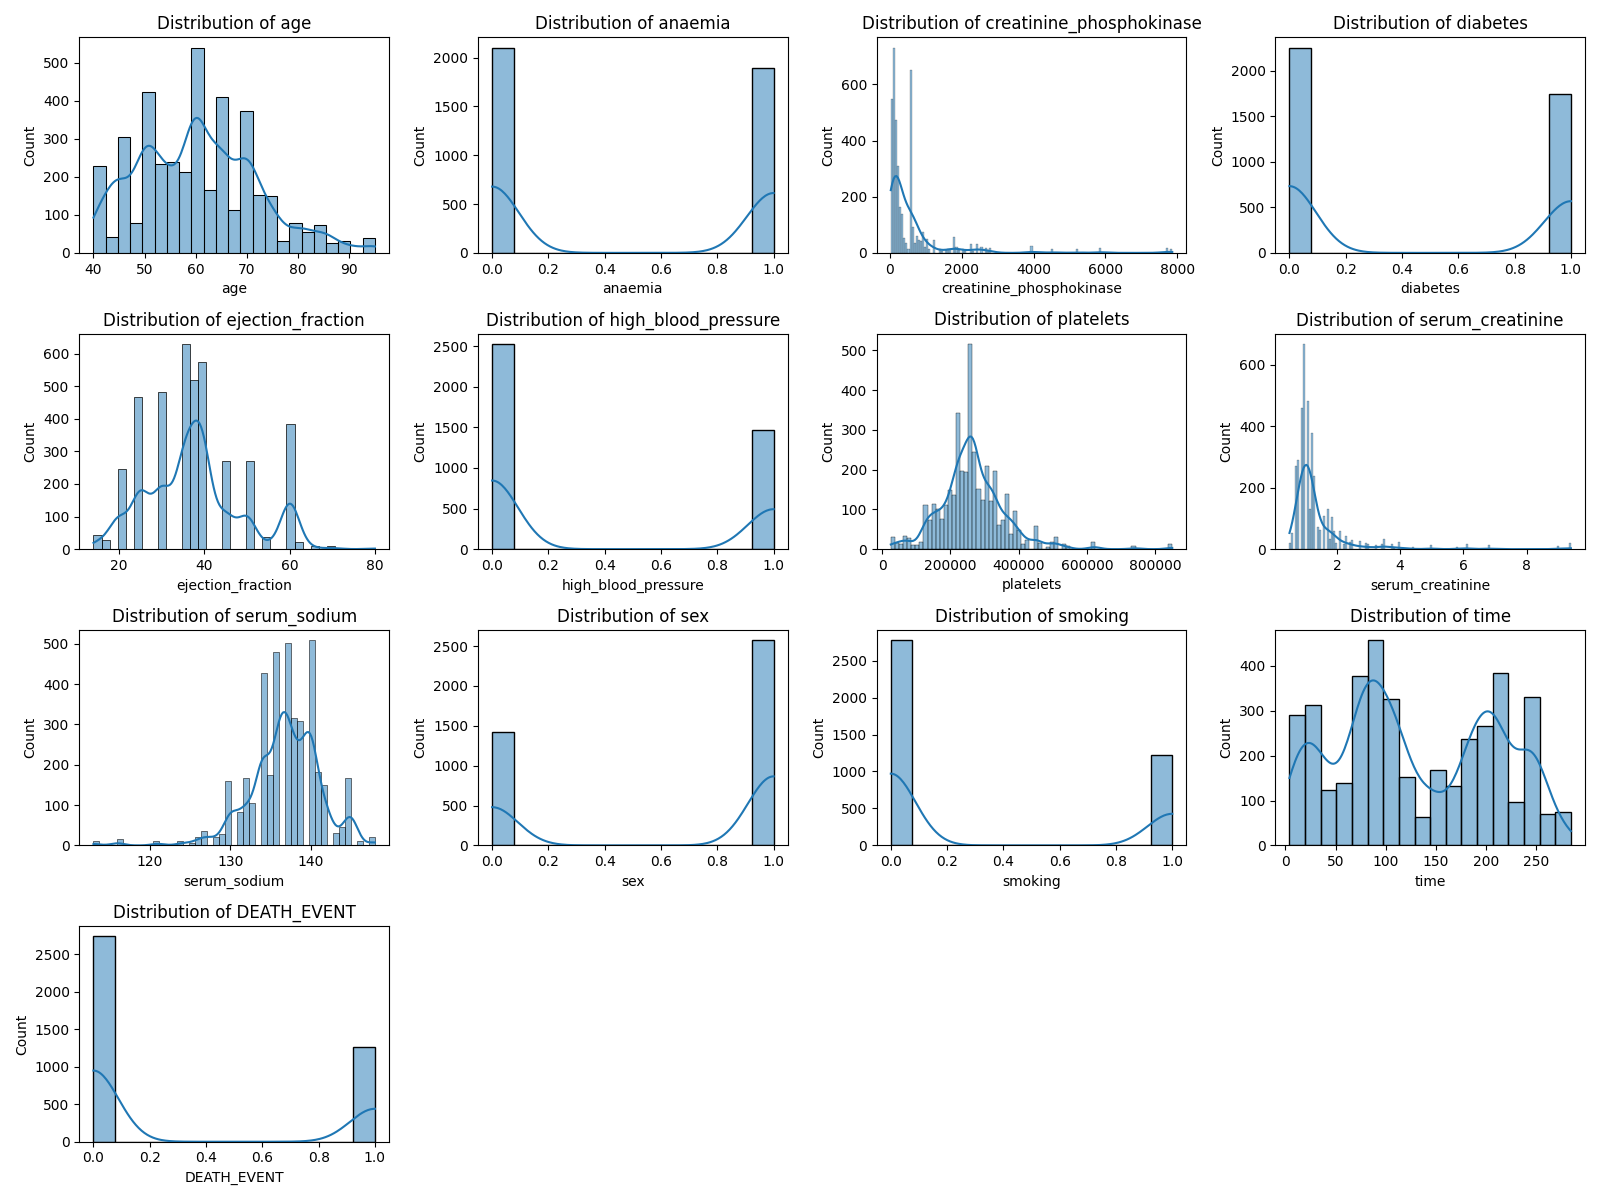 Distribution of age
Distribution of anaemia
Distribution of creatinine_phosphokinase
Distribution of diabetes
500
400
300
200
100
0
Count
40 50 60 70 80 90
age
2000
1500
1000
500
0
Count
0.0 0.2 0.4 0.6 0.8 1.0
anaemia
600
400
200
0
Count
0 2000 4000 6000 8000
creatinine_phosphokinase
2000
1500
1000
500
0
Count
0.0 0.2 0.4 0.6 0.8 1.0
diabetes
Distribution of ejection_fraction
Distribution of high_blood_pressure
Distribution of platelets
Distribution of serum_creatinine
600
500
400
300
200
100
0
Count
20 40 60 80
ejection_fraction
2500
2000
1500
1000
500
0
Count
0.0 0.2 0.4 0.6 0.8 1.0
high_blood_pressure
500
400
300
200
100
0
Count
0 200000 400000 600000 800000
platelets
600
400
200
0
Count
2 4 6 8
serum_creatinine
Distribution of serum_sodium
Distribution of sex
Distribution of smoking
Distribution of time
500
400
300
200
100
0
Count
120 130 140
serum_sodium
2500
2000
1500
1000
500
0
Count
0.0 0.2 0.4 0.6 0.8 1.0
sex
2500
2000
1500
1000
500
0
Count
0.0 0.2 0.4 0.6 0.8 1.0
smoking
400
300
200
100
0
Count
0 50 100 150 200 250
time
Distribution of DEATH_EVENT
2500
2000
1500
1000
500
0
Count
0.0 0.2 0.4 0.6 0.8 1.0
DEATH_EVENT